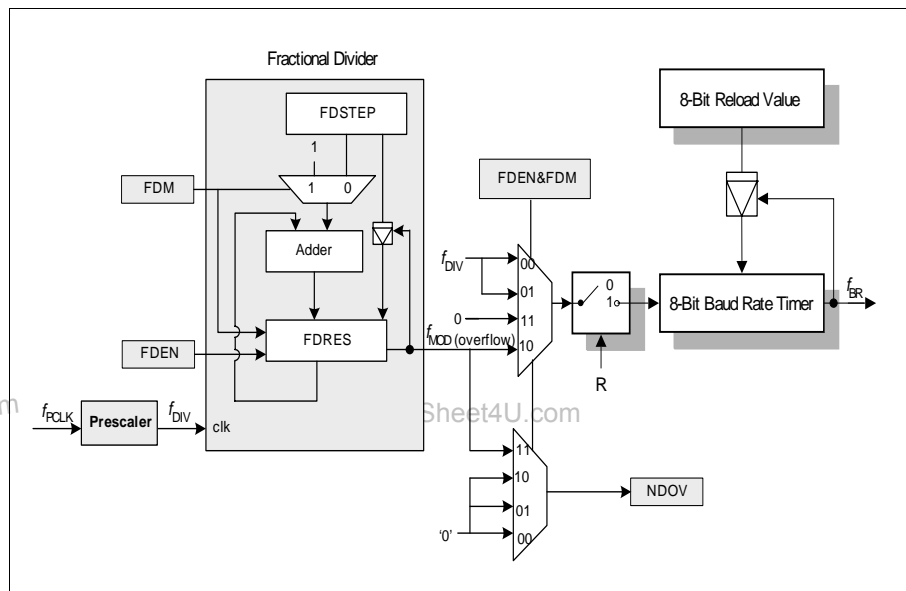 Fractional Divider
FDSTEP
8-Bit Reload Value
1
1 0
FDM
FDEN&FDM
Adder
fDIV
00
01
0
11
10
0
1
8-Bit Baud Rate Timer
fBR
FDRES
fMOD (overflow)
FDEN
R
fPCLK
Prescaler
fDIV
clk
Sheet4U.com
m
11
10
01
00
'0'
NDOV